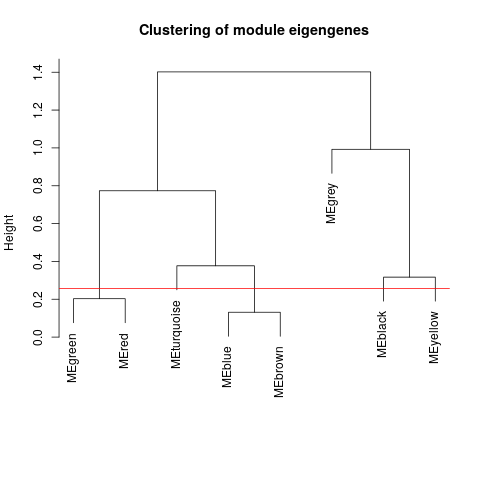 Clustering of module eigengenes
Height
1.4
1.2
1.0
0.8
0.6
0.4
0.2
0.0
MEgreen
MEred
MEturquoise
MEblue
MEbrown
MEgrey
MEblack
MEyellow